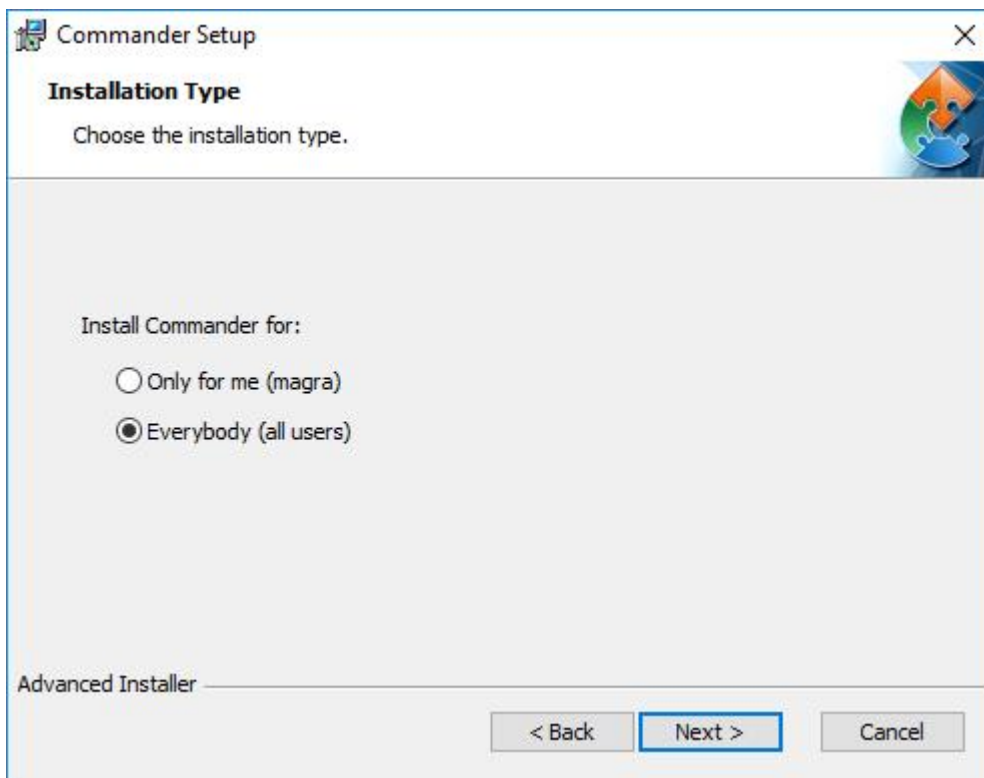 Commander Setup
Installation Type
Choose the installation type.
Install Commander for:
Only for me (magra)
Everybody (all users)
Advanced Installer
< Back Next > Cancel